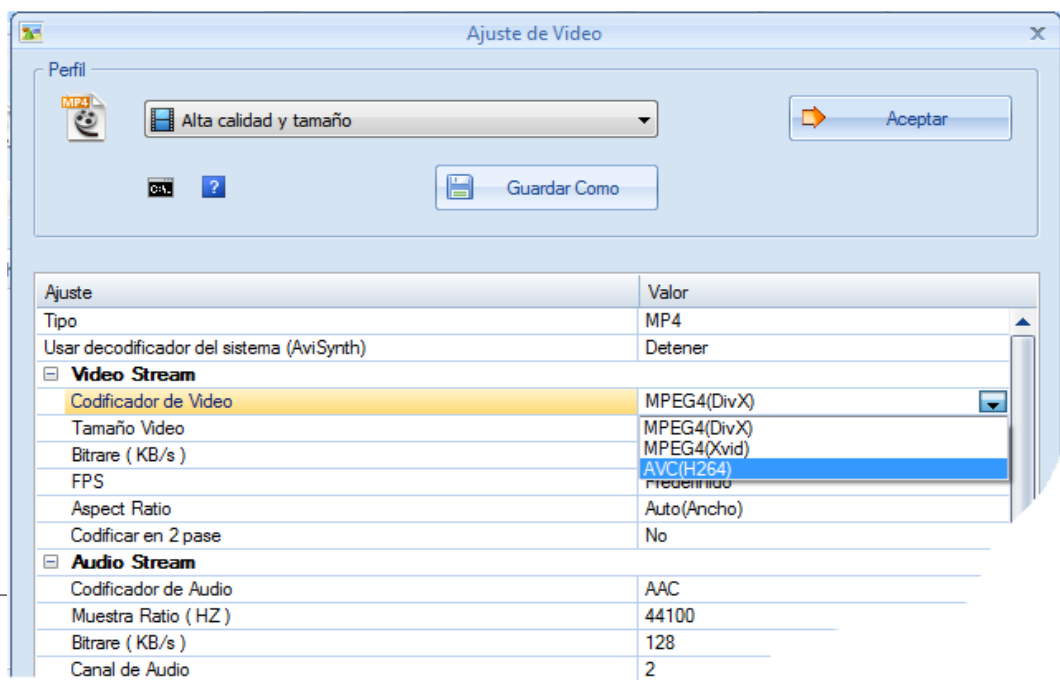 Ajuste de Video
Perfil
MP4
Alta calidad y tamaño
Aceptar
C:\.
?
Guardar Como
Ajuste Valor
Tipo MP4
Usar decodificador del sistema (AviSynth) Detener
Video Stream
Codificador de Video MPEG4(DivX)
Tamaño Video MPEG4(DivX)
Bitrare ( KB/s ) MPEG4(Xvid)
AVC(H264)
FPS Predefinido
Aspect Ratio Auto(Ancho)
Codificar en 2 pase No
Audio Stream
Codificador de Audio AAC
Muestra Ratio ( HZ ) 44100
Bitrare ( KB/s ) 128
Canal de Audio 2